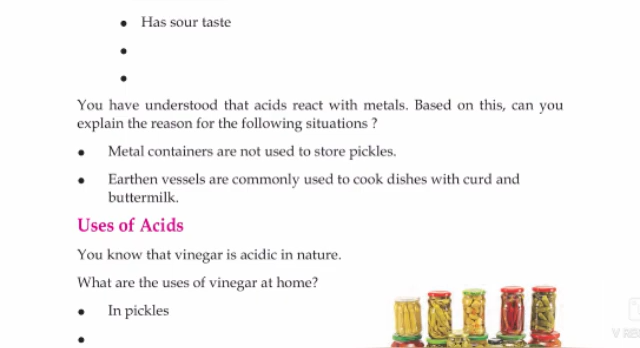 • Has sour taste
•
•
You have understood that acids react with metals. Based on this, can you
explain the reason for the following situations ?
• Metal containers are not used to store pickles.
• Earthen vessels are commonly used to cook dishes with curd and
buttermilk.
Uses of Acids
You know that vinegar is acidic in nature.
What are the uses of vinegar at home?
• In pickles
•